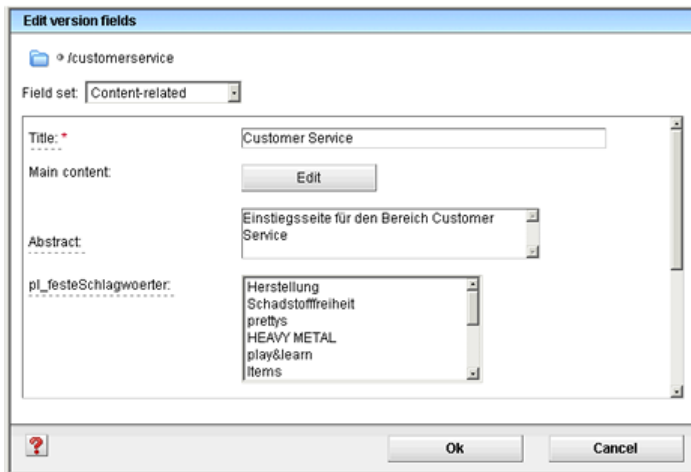 Edit version fields
/customerservice
Field set: Content-related
Title:* Customer Service
Main content: Edit
Abstract: Einstiegsseite für den Bereich Customer
Service
pl_festeSchlagwoerter: Herstellung
Schadstofffreiheit
prettys
HEAVY METAL
play&learn
Items
? Ok Cancel